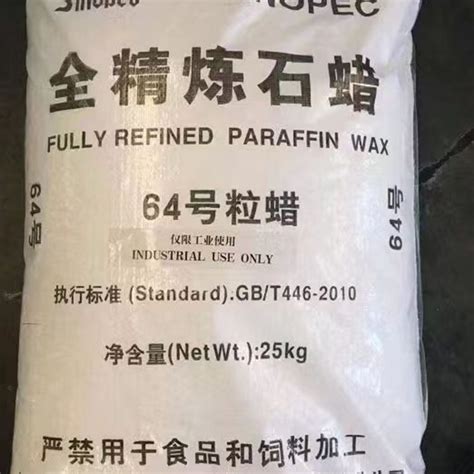 Sinopec SINOPEC
全精炼石蜡
FULLY REFINED PARAFFIN WAX
64号
64号粒蜡
64号
仅限工业使用
INDUSTRIAL USE ONLY
执行标准 (Standard).GB/T446-2010
净含量(NetWt.):25kg
严禁用于食品和饲料加工